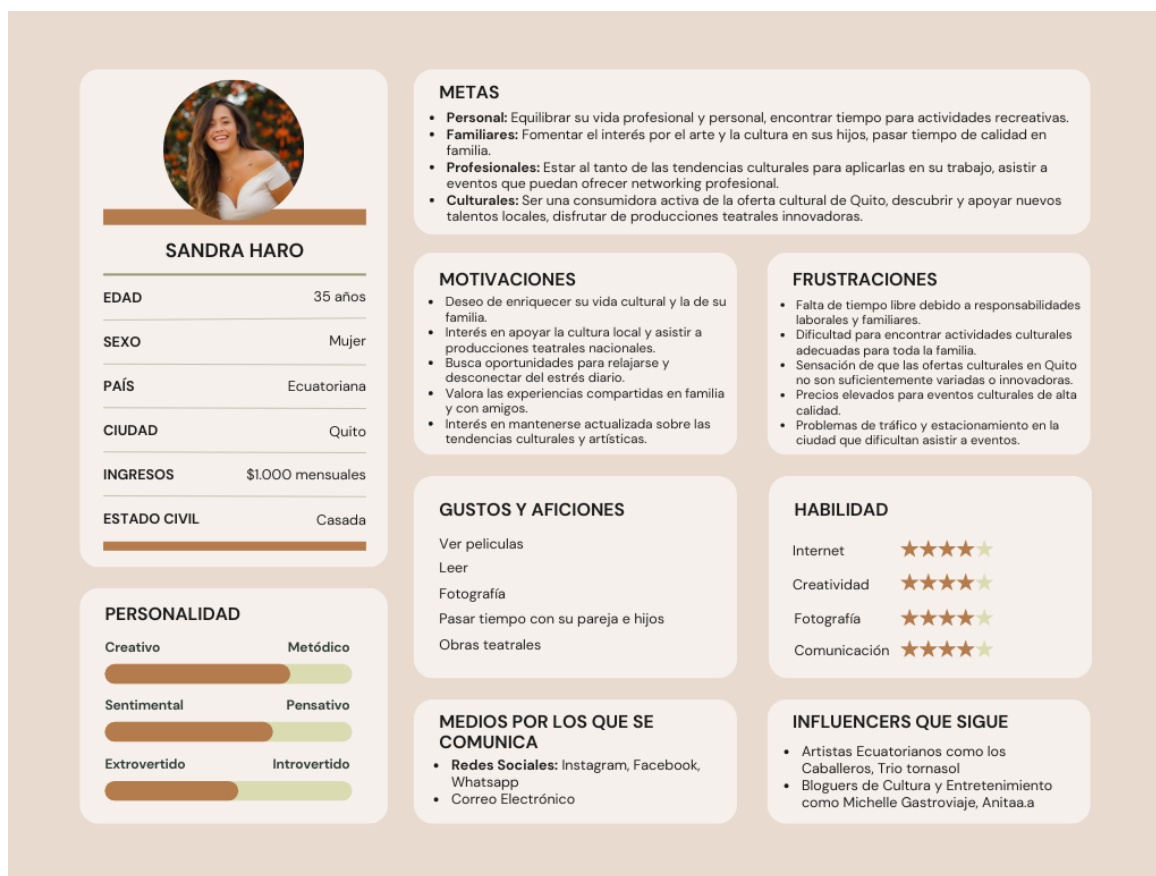 SANDRA HARO
EDAD 35 años
SEXO Mujer
PAÍS Ecuatoriana
CIUDAD Quito
INGRESOS $1.000 mensuales
ESTADO CIVIL Casada
PERSONALIDAD
Creativo Metódico
Sentimental Pensativo
Extrovertido Introvertido
METAS
• Personal: Equilibrar su vida profesional y personal, encontrar tiempo para actividades recreativas.
• Familiares: Fomentar el interés por el arte y la cultura en sus hijos, pasar tiempo de calidad en
familia.
• Profesionales: Estar al tanto de las tendencias culturales para aplicarlas en su trabajo, asistir a
eventos que puedan ofrecer networking profesional.
• Culturales: Ser una consumidora activa de la oferta cultural de Quito, descubrir y apoyar nuevos
talentos locales, disfrutar de producciones teatrales innovadoras.
MOTIVACIONES
• Deseo de enriquecer su vida cultural y la de su
familia.
• Interés en apoyar la cultura local y asistir a
producciones teatrales nacionales.
• Busca oportunidades para relajarse y
desconectar del estrés diario.
• Valora las experiencias compartidas en familia
y con amigos.
• Interés en mantenerse actualizada sobre las
tendencias culturales y artísticas.
FRUSTRACIONES
• Falta de tiempo libre debido a responsabilidades
laborales y familiares.
• Dificultad para encontrar actividades culturales
adecuadas para toda la familia.
• Sensación de que las ofertas culturales en Quito
no son suficientemente variadas o innovadoras.
• Precios elevados para eventos culturales de alta
calidad.
• Problemas de tráfico y estacionamiento en la
ciudad que dificultan asistir a eventos.
GUSTOS Y AFICIONES
Ver peliculas
Leer
Fotografía
Pasar tiempo con su pareja e hijos
Obras teatrales
HABILIDAD
Internet
Creatividad
Fotografía
Comunicación
MEDIOS POR LOS QUE SE
COMUNICA
• Redes Sociales: Instagram, Facebook,
Whatsapp
• Correo Electrónico
INFLUENCERS QUE SIGUE
• Artistas Ecuatorianos como los
Caballeros, Trio tornasol
• Bloguers de Cultura y Entretenimiento
como Michelle Gastroviaje, Anitaa.a